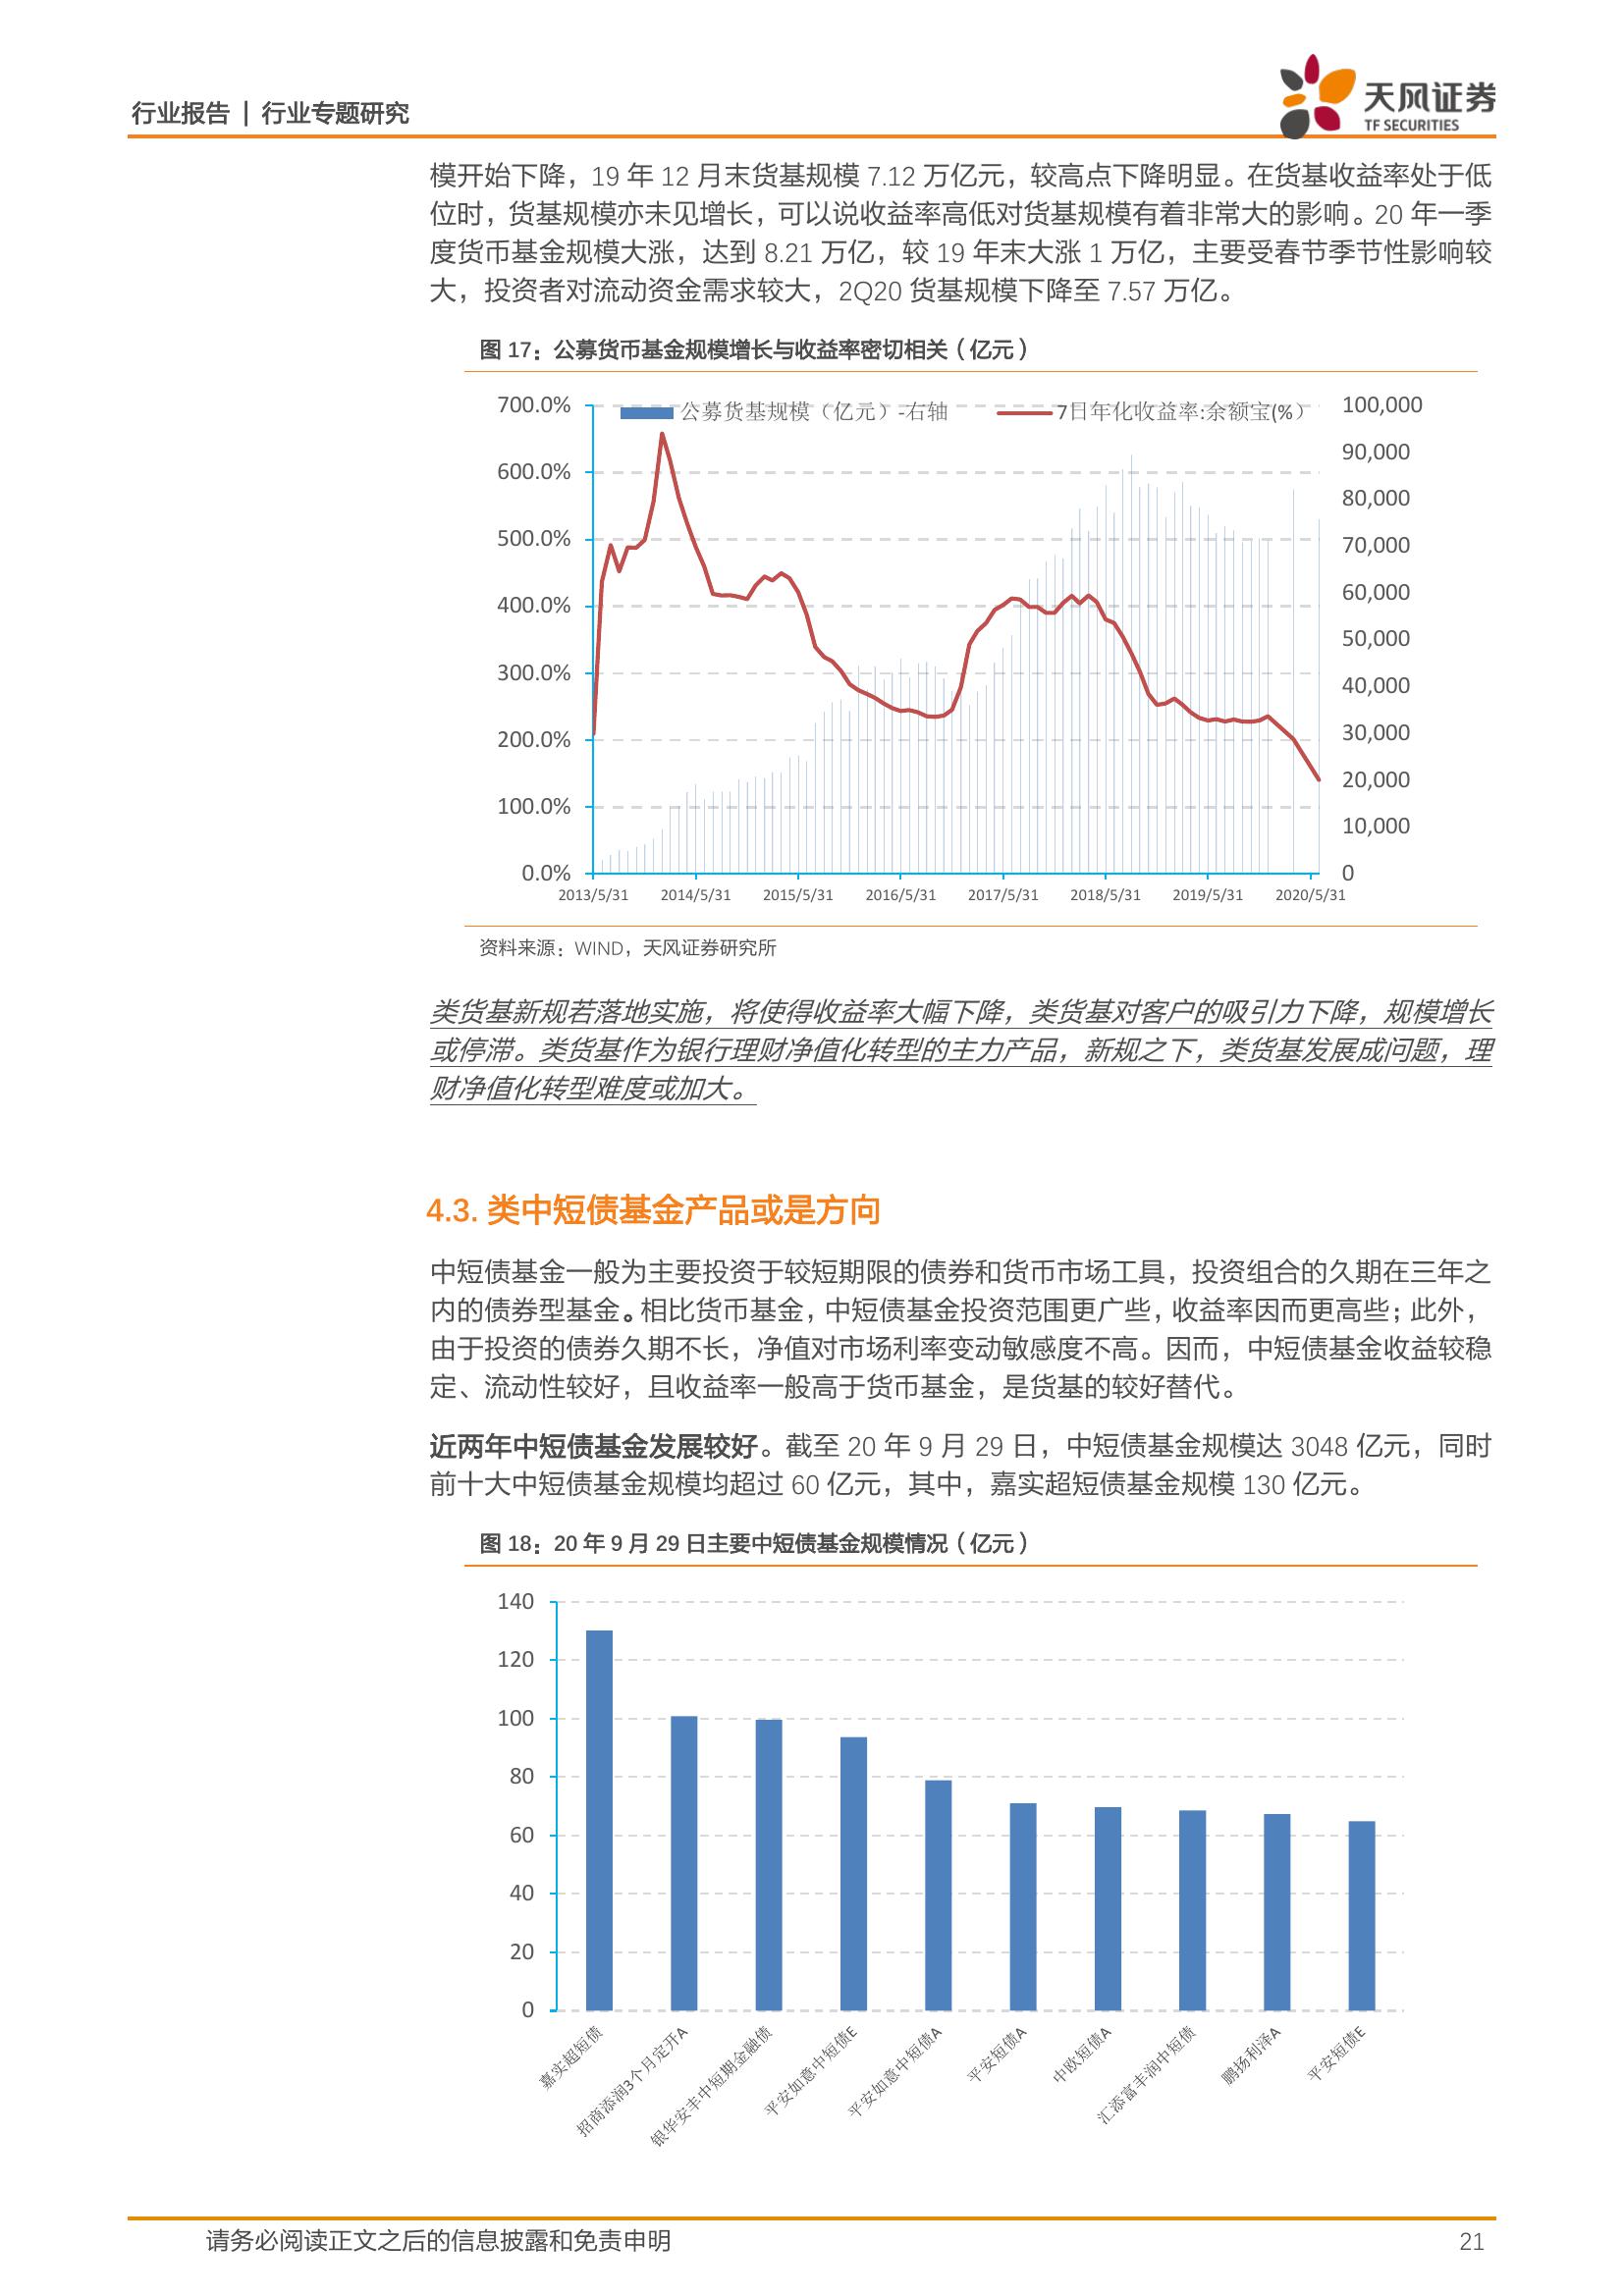 行业报告 | 行业专题研究
天风证券
TF SECURITIES
模开始下降，19 年 12 月末货基规模 7.12 万亿元，较高点下降明显。在货基收益率处于低
位时，货基规模亦未见增长，可以说收益率高低对货基规模有着非常大的影响。20 年一季
度货币基金规模大涨，达到 8.21 万亿，较 19 年末大涨 1 万亿，主要受春节季节性影响较
大，投资者对流动资金需求较大，2Q20 货基规模下降至 7.57 万亿。
图 17：公募货币基金规模增长与收益率密切相关（亿元）
公募货基规模（亿元）-右轴
7日年化收益率:余额宝(%）
700.0%
600.0%
500.0%
400.0%
300.0%
200.0%
100.0%
0.0%
100,000
90,000
80,000
70,000
60,000
50,000
40,000
30,000
20,000
10,000
0
2013/5/31
2014/5/31
2015/5/31
2016/5/31
2017/5/31
2018/5/31
2019/5/31
2020/5/31
资料来源：WIND，天风证券研究所
类货基新规若落地实施，将使得收益率大幅下降，类货基对客户的吸引力下降，规模增长
或停滞。类货基作为银行理财净值化转型的主力产品，新规之下，类货基发展成问题，理
财净值化转型难度或加大。
4.3. 类中短债基金产品或是方向
中短债基金一般为主要投资于较短期限的债券和货币市场工具，投资组合的久期在三年之
内的债券型基金。相比货币基金，中短债基金投资范围更广些，收益率因而更高些；此外，
由于投资的债券久期不长，净值对市场利率变动敏感度不高。因而，中短债基金收益较稳
定、流动性较好，且收益率一般高于货币基金，是货基的较好替代。
近两年中短债基金发展较好。截至 20 年 9 月 29 日，中短债基金规模达 3048 亿元，同时
前十大中短债基金规模均超过 60 亿元，其中，嘉实超短债基金规模 130 亿元。
图 18：20 年 9 月 29 日主要中短债基金规模情况（亿元）
140
120
100
80
60
40
20
0
嘉实超短债
招商添润3个月定开A
银华安丰中短期金融债
平安如意中短债E
平安如意中短债A
平安短债A
中欧短债A
汇添富丰润中短债
鹏扬利泽A
平安短债E
请务必阅读正文之后的信息披露和免责申明
21